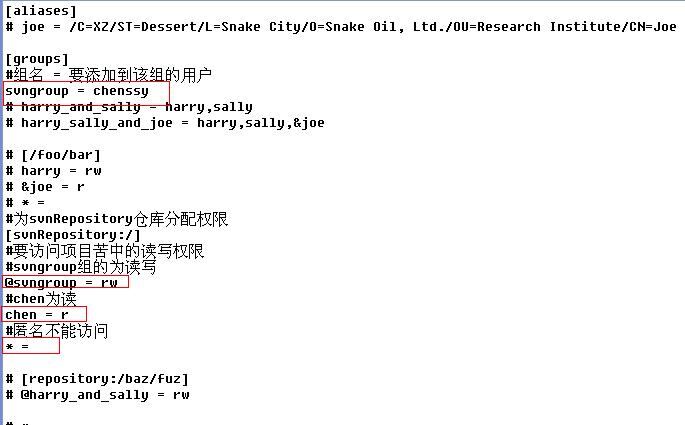 [aliases]
# joe = /C=XZ/ST=Dessert/L=Snake City/O=Snake Oil, Ltd./OU=Research Institute/CN=Joe
[groups]
#组名 = 要添加到该组的用户
svngroup = chenssy
# harry_and_sally = harry,sally
# harry_sally_and_joe = harry,sally,&joe
# [/foo/bar]
# harry = rw
# &joe = r
# * =
#为svnRepository仓库分配权限
[svnRepository:/]
#要访问项目苦中的读写权限
#svngroup组的为读写
@svngroup = rw
#chen为读
chen = r
#匿名不能访问
* =
# [repository:/baz/fuz]
# @harry_and_sally = rw